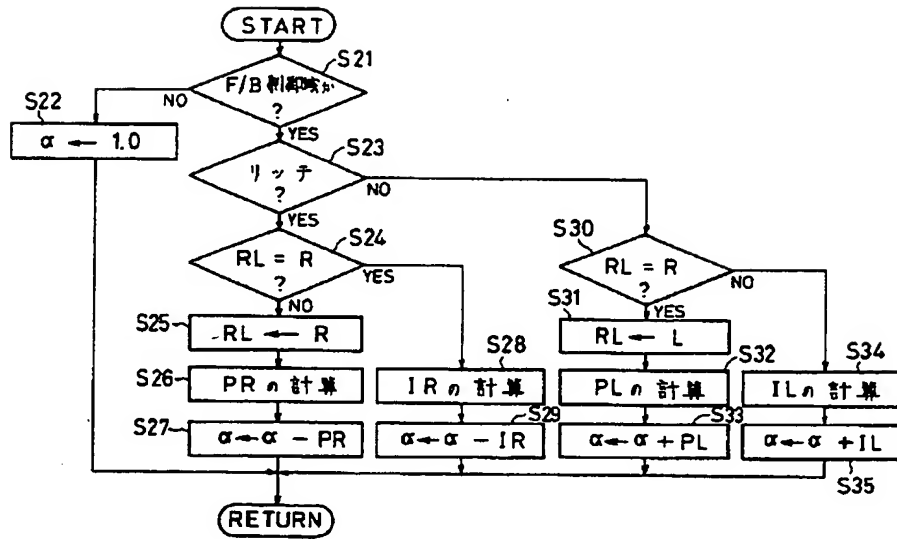 START
S21
F/B 制御時か
?
NO
YES
S22
α ← 1.0
S23
リッチ
?
NO
YES
S24
RL = R
?
YES
NO
S30
RL = R
?
NO
YES
S25
RL ← R
S31
RL ← L
S26
PRの計算
S28
IRの計算
S32
PLの計算
S34
ILの計算
S27
α ← α - PR
S29
α ← α - IR
S33
α ← α + PL
α ← α + IL
S35
RETURN